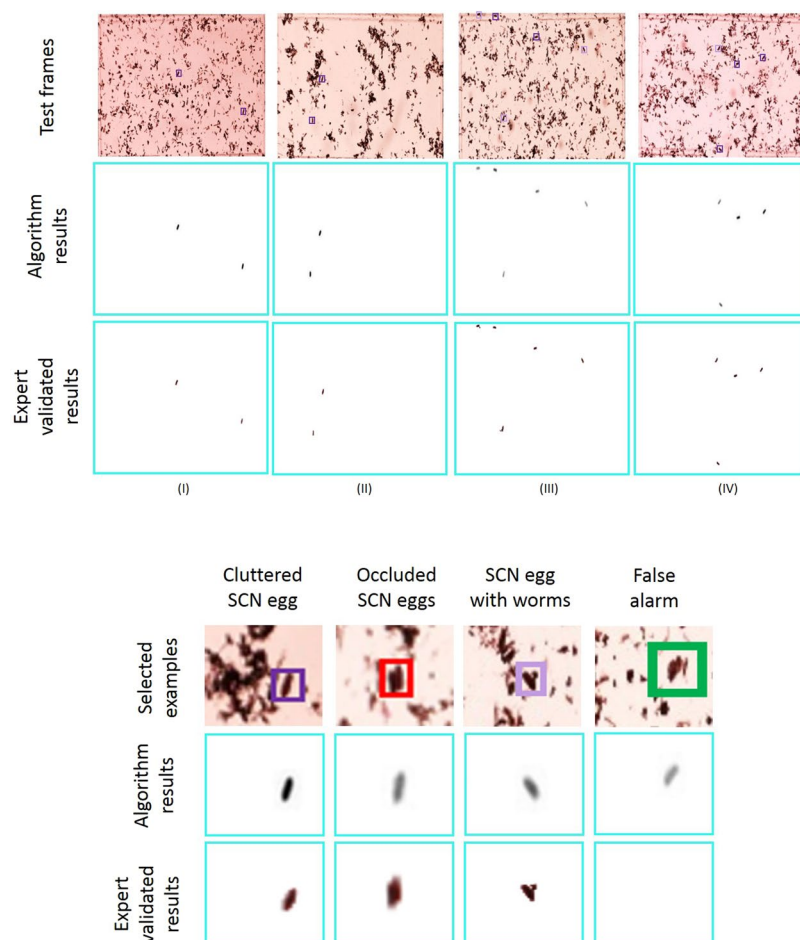 Test frames
Algorithm
results
Expert
validated
results
(I)
(II)
(III)
(IV)
Cluttered
SCN egg
Occluded
SCN eggs
SCN egg
with worms
False
alarm
Selected
examples
Algorithm
results
Expert
validated
results